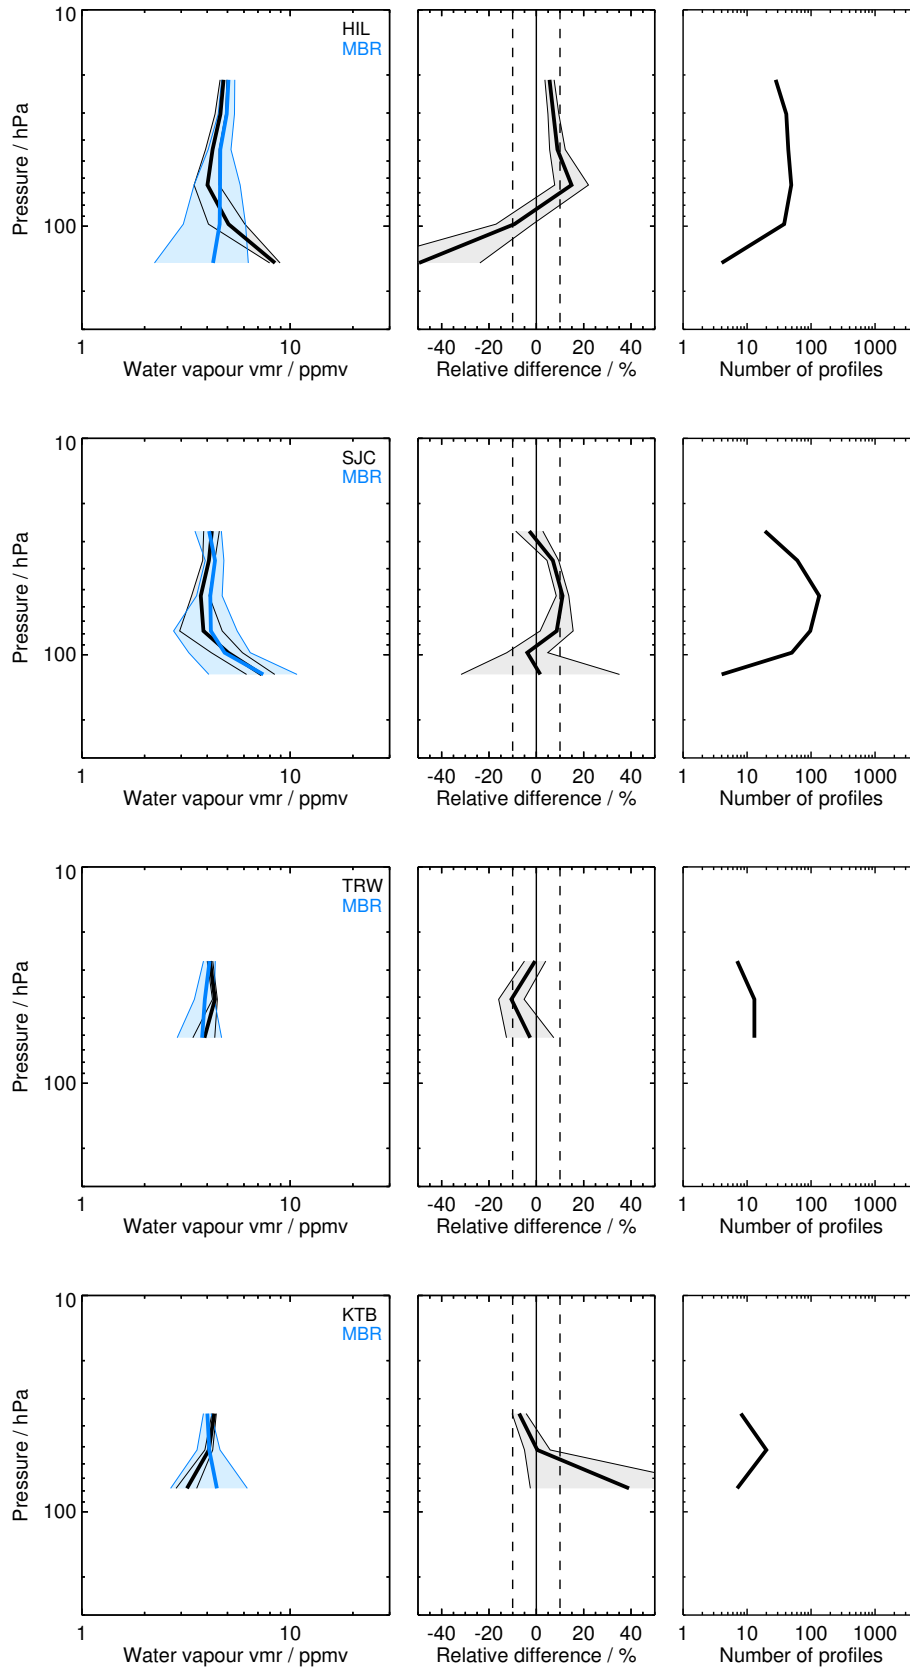 10
100
Pressure / hPa
HIL
MBR
1 10
Water vapour vmr / ppmv
-40 -20 0 20 40
Relative difference / %
1 10 100 1000
Number of profiles
10
100
Pressure / hPa
SJC
MBR
1 10
Water vapour vmr / ppmv
-40 -20 0 20 40
Relative difference / %
1 10 100 1000
Number of profiles
10
100
Pressure / hPa
TRW
MBR
1 10
Water vapour vmr / ppmv
-40 -20 0 20 40
Relative difference / %
1 10 100 1000
Number of profiles
10
100
Pressure / hPa
KTB
MBR
1 10
Water vapour vmr / ppmv
-40 -20 0 20 40
Relative difference / %
1 10 100 1000
Number of profiles